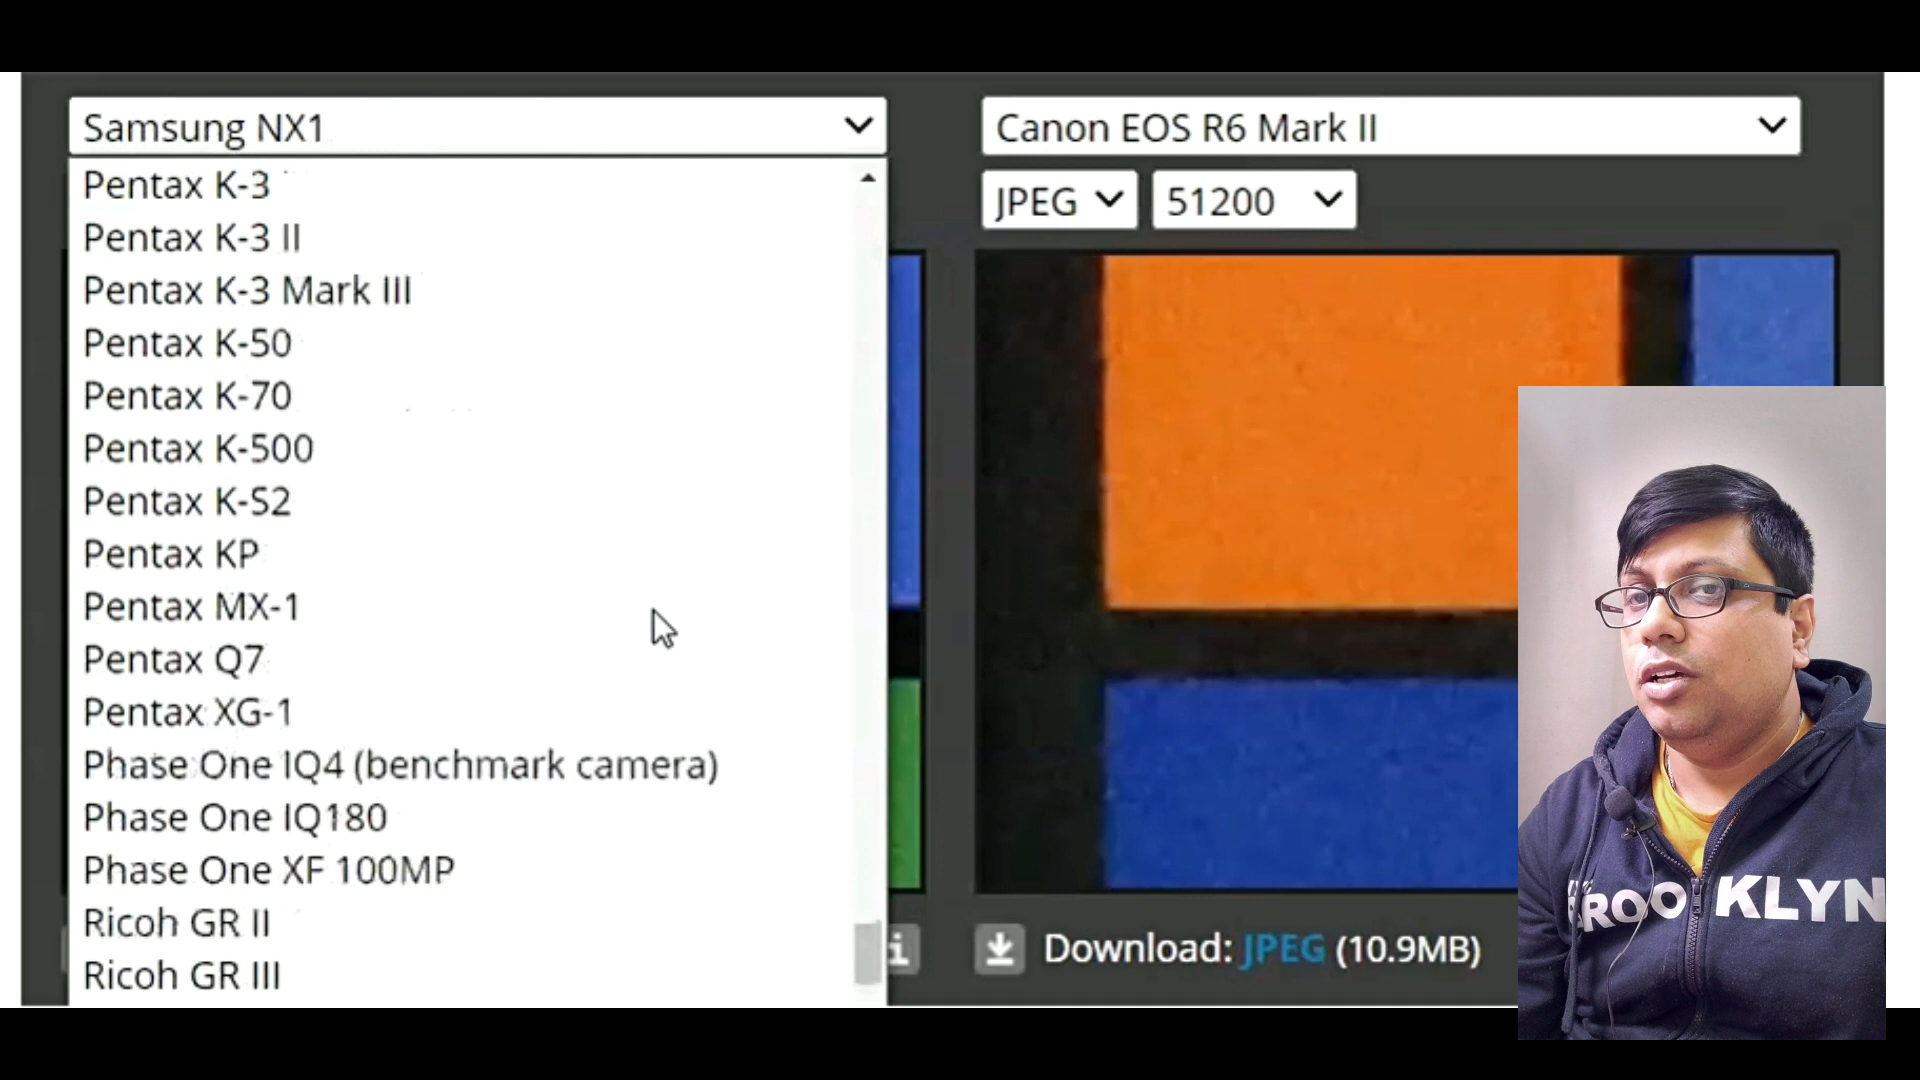 Samsung NX1
Pentax K-3
Pentax K-3 II
Pentax K-3 Mark III
Pentax K-50
Pentax K-70
Pentax K-500
Pentax K-S2
Pentax KP
Pentax MX-1
Pentax Q7
Pentax XG-1
Phase One IQ4 (benchmark camera)
Phase One IQ180
Phase One XF 100MP
Ricoh GR II
Ricoh GR III
Canon EOS R6 Mark II
JPEG 51200
Download: JPEG (10.9MB)
BROOKLYN